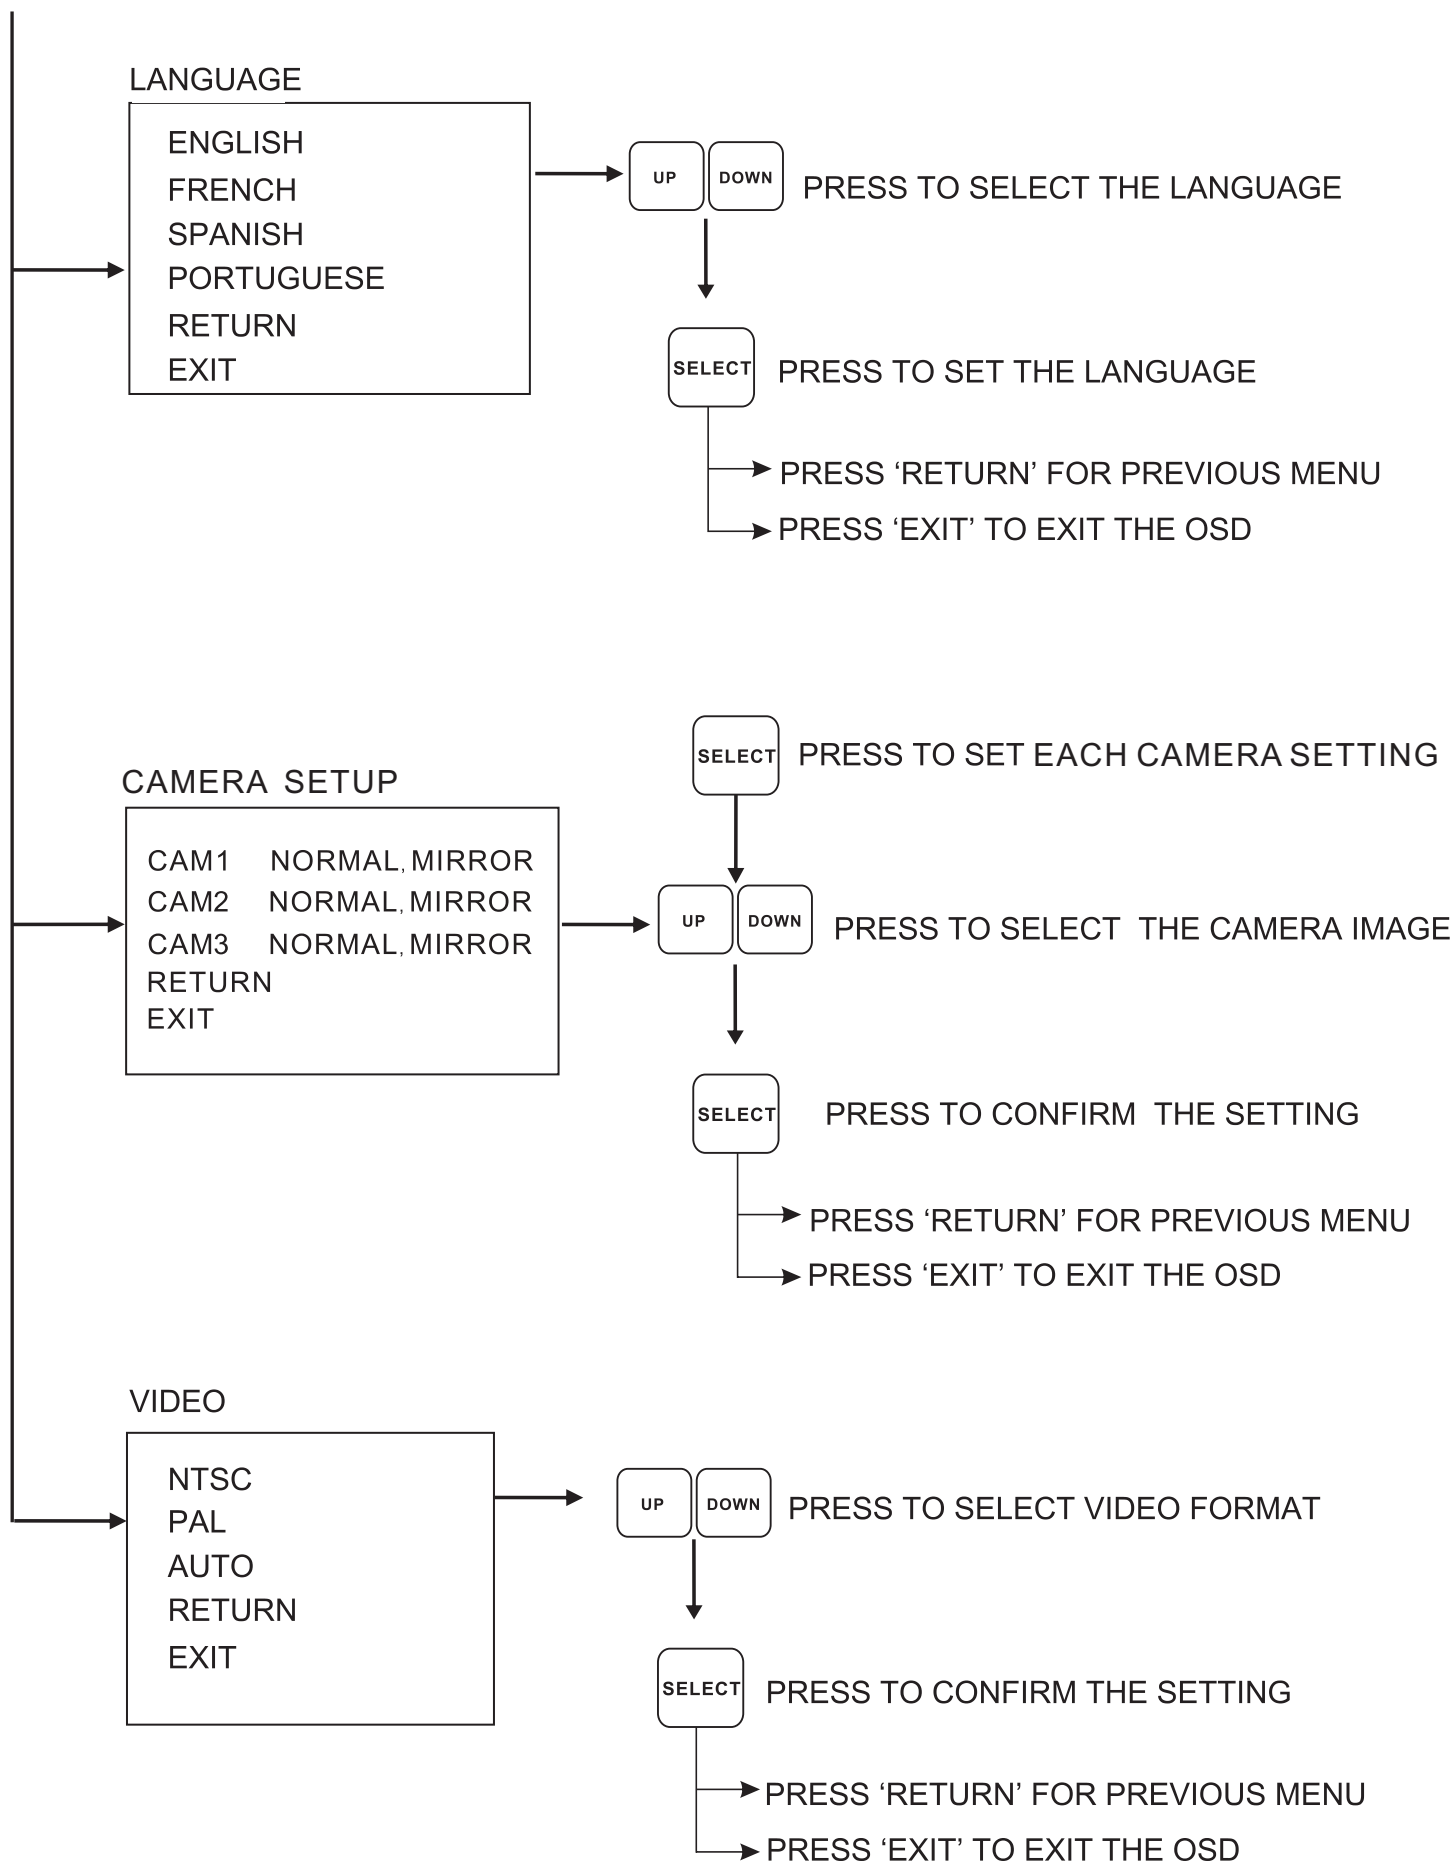 LANGUAGE
ENGLISH
FRENCH
SPANISH
PORTUGUESE
RETURN
EXIT
UP DOWN PRESS TO SELECT THE LANGUAGE
SELECT PRESS TO SET THE LANGUAGE
PRESS ‘RETURN’ FOR PREVIOUS MENU
PRESS ‘EXIT’ TO EXIT THE OSD
CAMERA SETUP
CAM1 NORMAL, MIRROR
CAM2 NORMAL, MIRROR
CAM3 NORMAL, MIRROR
RETURN
EXIT
SELECT PRESS TO SET EACH CAMERA SETTING
UP DOWN PRESS TO SELECT THE CAMERA IMAGE
SELECT PRESS TO CONFIRM THE SETTING
PRESS ‘RETURN’ FOR PREVIOUS MENU
PRESS ‘EXIT’ TO EXIT THE OSD
VIDEO
NTSC
PAL
AUTO
RETURN
EXIT
UP DOWN PRESS TO SELECT VIDEO FORMAT
SELECT PRESS TO CONFIRM THE SETTING
PRESS ‘RETURN’ FOR PREVIOUS MENU
PRESS ‘EXIT’ TO EXIT THE OSD